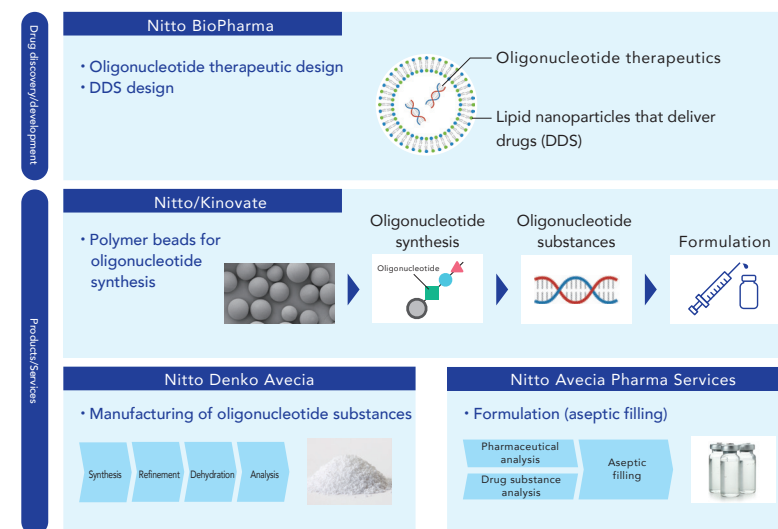 Drug discovery/development
Nitto BioPharma
・Oligonucleotide therapeutic design
・DDS design
Oligonucleotide therapeutics
Lipid nanoparticles that deliver
drugs (DDS)
Products/Services
Nitto/Kinovate
・Polymer beads for
oligonucleotide
synthesis
Oligonucleotide
synthesis
Oligonucleotide
Oligonucleotide
substances
Formulation
Nitto Denko Avecia
・Manufacturing of oligonucleotide substances
Synthesis
Refinement
Dehydration
Analysis
Nitto Avecia Pharma Services
・Formulation (aseptic filling)
Pharmaceutical
analysis
Drug substance
analysis
Aseptic
filling